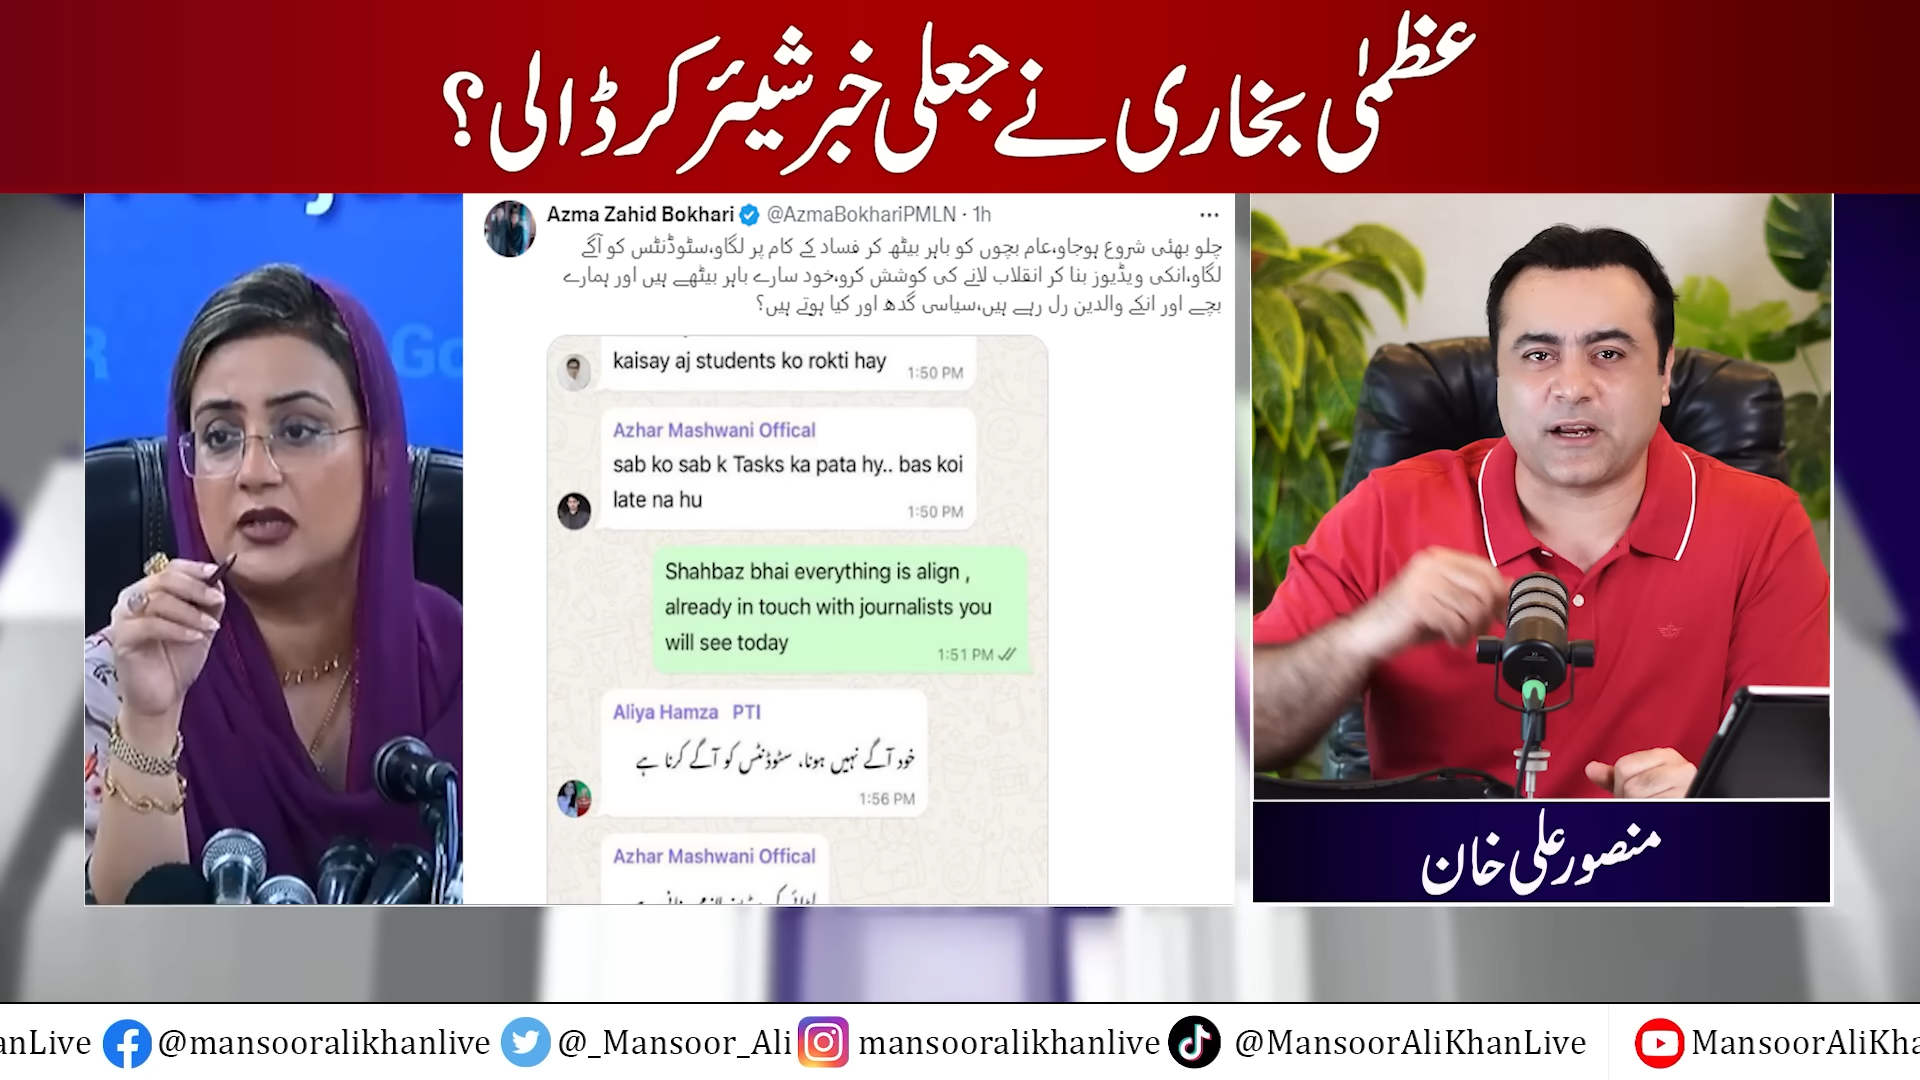 عظمیٰ بخاری نے جعلی خبر شیئر کر ڈالی؟
Azma Zahid Bokhari @AzmaBokhariPMLN · 1h
چلو بھئی شروع ہوجاو،عام بچوں کو باہر بیٹھ کر فساد کے کام پر لگاو،سٹوڈنٹس کو آگے
لگاو،انکی ویڈیوز بنا کر انقلاب لانے کی کوشش کرو،خود سارے باہر بیٹھے ہیں اور ہمارے
بچے اور انکے والدین رل رہے ہیں،سیاسی گدھ اور کیا ہوتے ہیں؟
kaisay aj students ko rokti hay
1:50 PM
Azhar Mashwani Offical
sab ko sab k Tasks ka pata hy.. bas koi
late na hu
1:50 PM
Shahbaz bhai everything is align ,
already in touch with journalists you
will see today
1:51 PM
Aliya Hamza PTI
خود آگے نہیں ہونا، سٹوڈنٹس کو آگے کرنا ہے
1:56 PM
Azhar Mashwani Offical
منصور علی خان
anLive @mansooralikhanlive @_Mansoor_Ali mansooralikhanlive @MansoorAliKhanLive MansoorAliKha